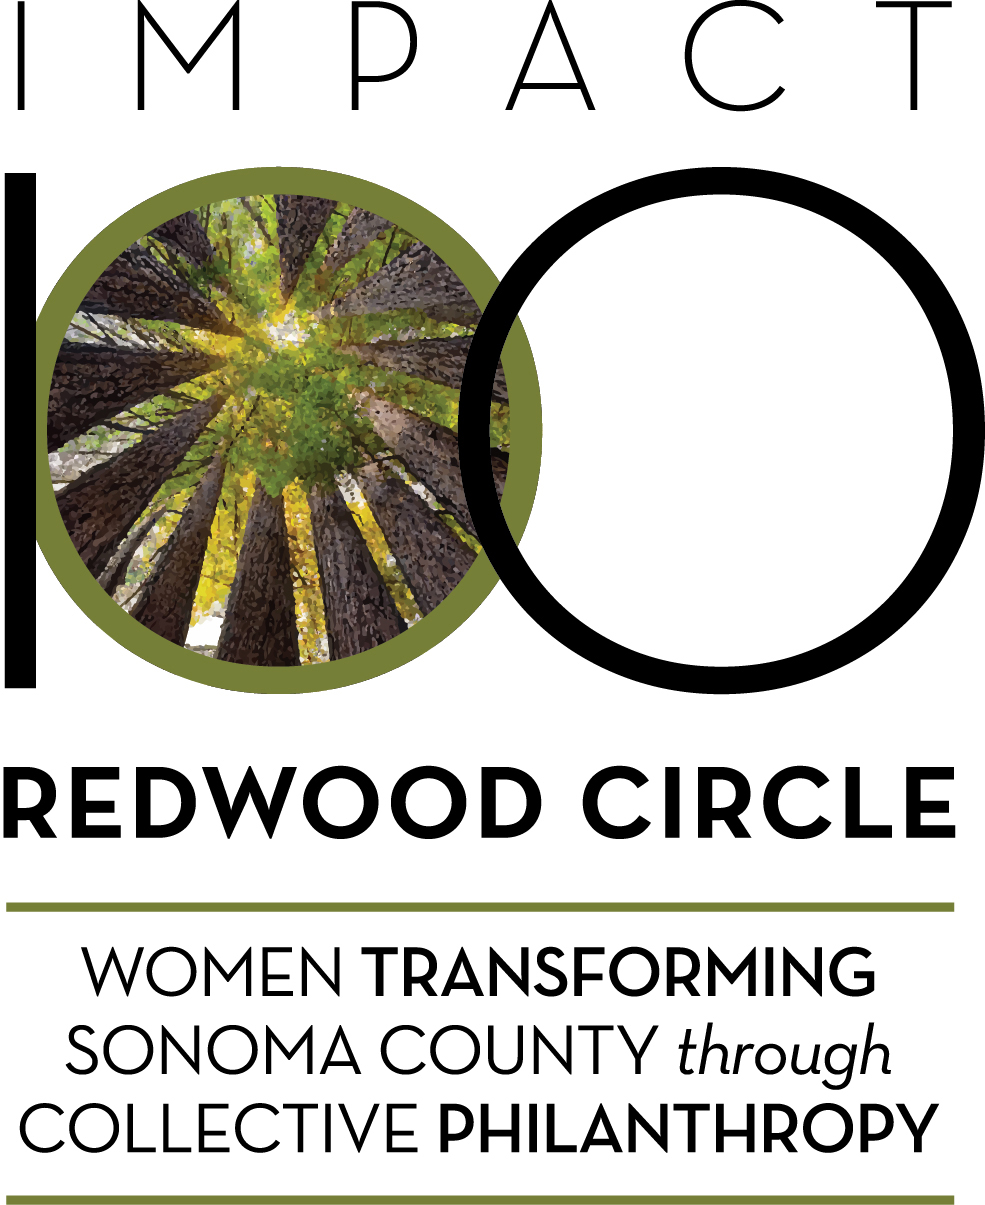 IMPACT
100
REDWOOD CIRCLE
WOMEN TRANSFORMING
SONOMA COUNTY through
COLLECTIVE PHILANTHROPY